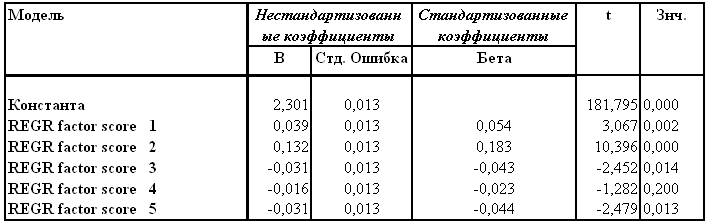 Модель Нестандартизованн Стандартизованные t Знч.
ые коэффициенты коэффициенты
B Стд. Ошибка Бета
Константа 2,301 0,013 181,795 0,000
REGR factor score 1 0,039 0,013 0,054 3,067 0,002
REGR factor score 2 0,132 0,013 0,183 10,396 0,000
REGR factor score 3 -0,031 0,013 -0,043 -2,452 0,014
REGR factor score 4 -0,016 0,013 -0,023 -1,282 0,200
REGR factor score 5 -0,031 0,013 -0,044 -2,479 0,013